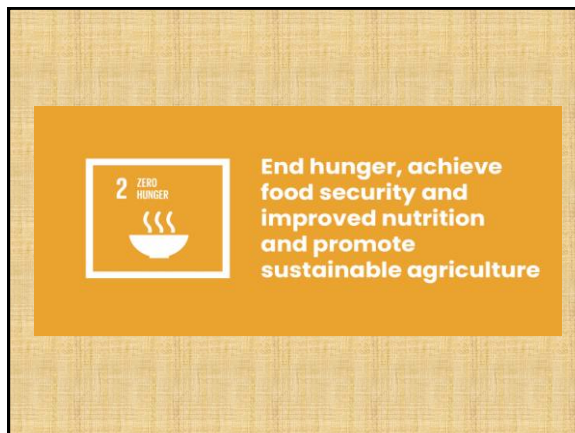 2 ZERO
HUNGER
End hunger, achieve
food security and
improved nutrition
and promote
sustainable agriculture